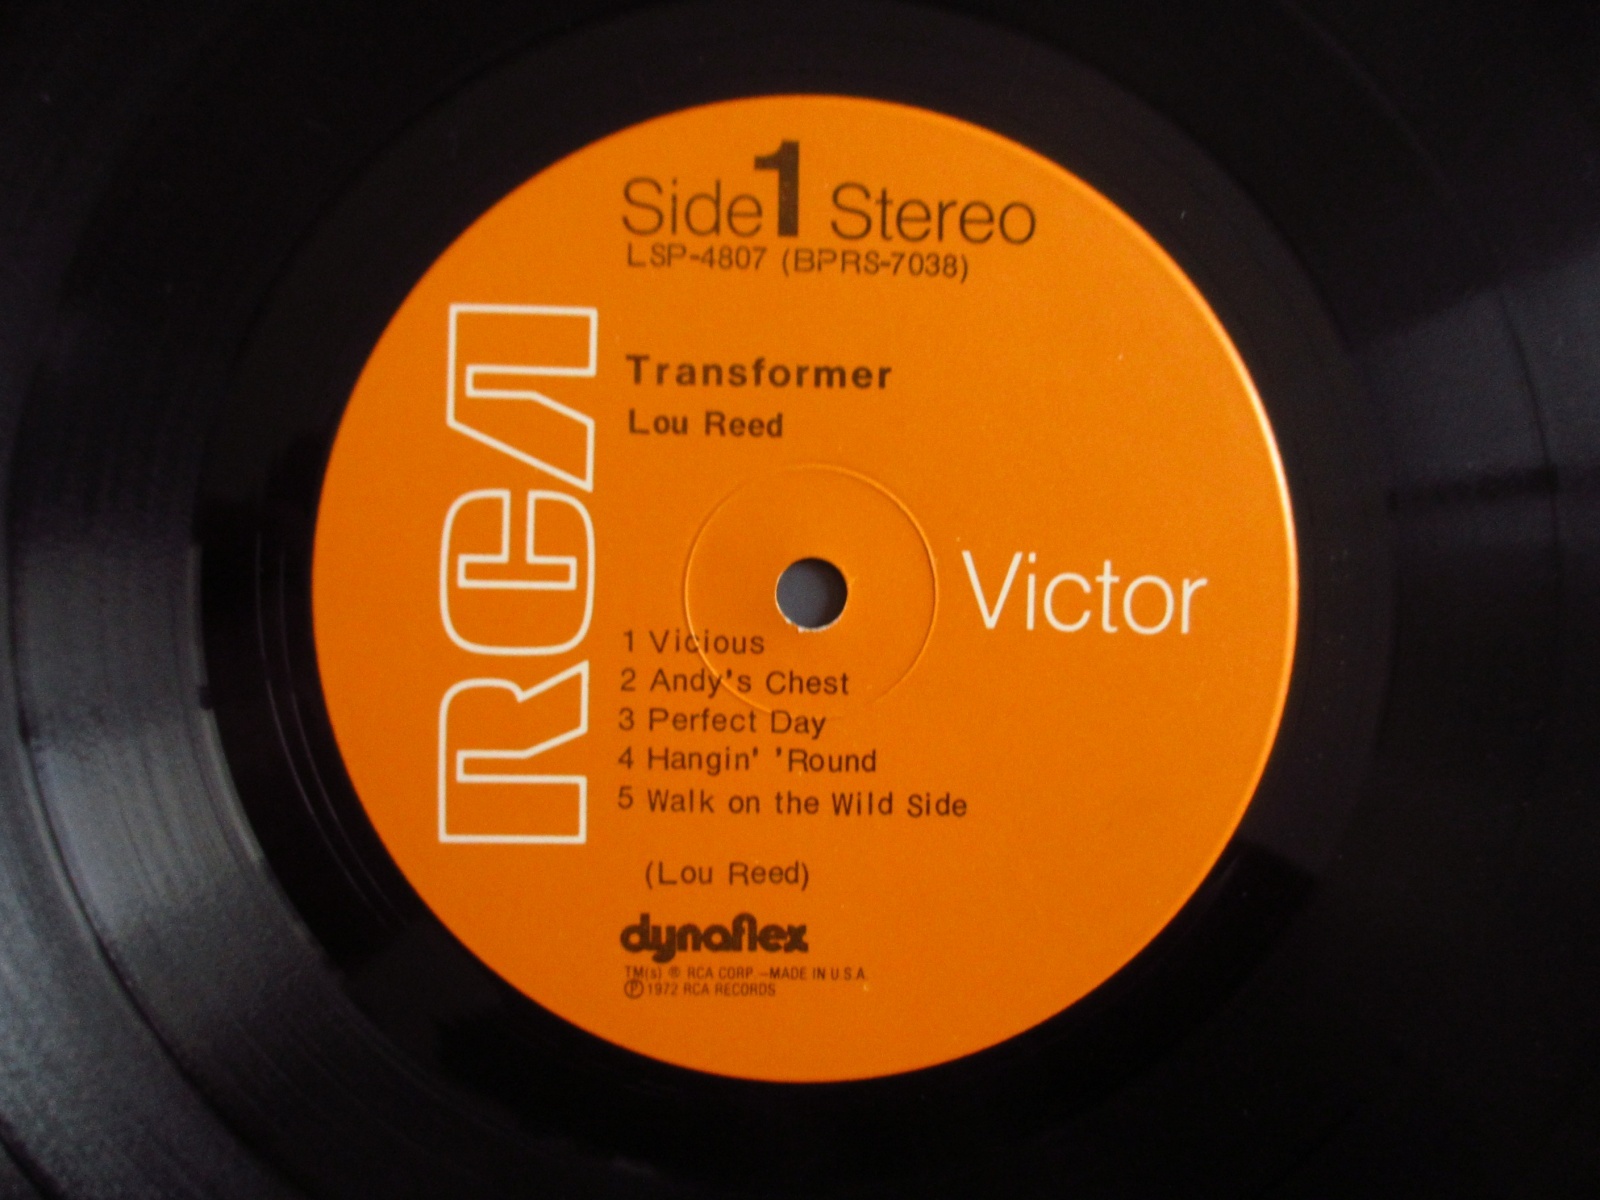 Side 1 Stereo
LSP-4807 (BPRS-7038)
Transformer
Lou Reed
RCA
Victor
1 Vicious
2 Andy's Chest
3 Perfect Day
4 Hangin' 'Round
5 Walk on the Wild Side
(Lou Reed)
dynaflex
TM(s) ® RCA CORP.—MADE IN U.S.A.
℗ 1972 RCA RECORDS